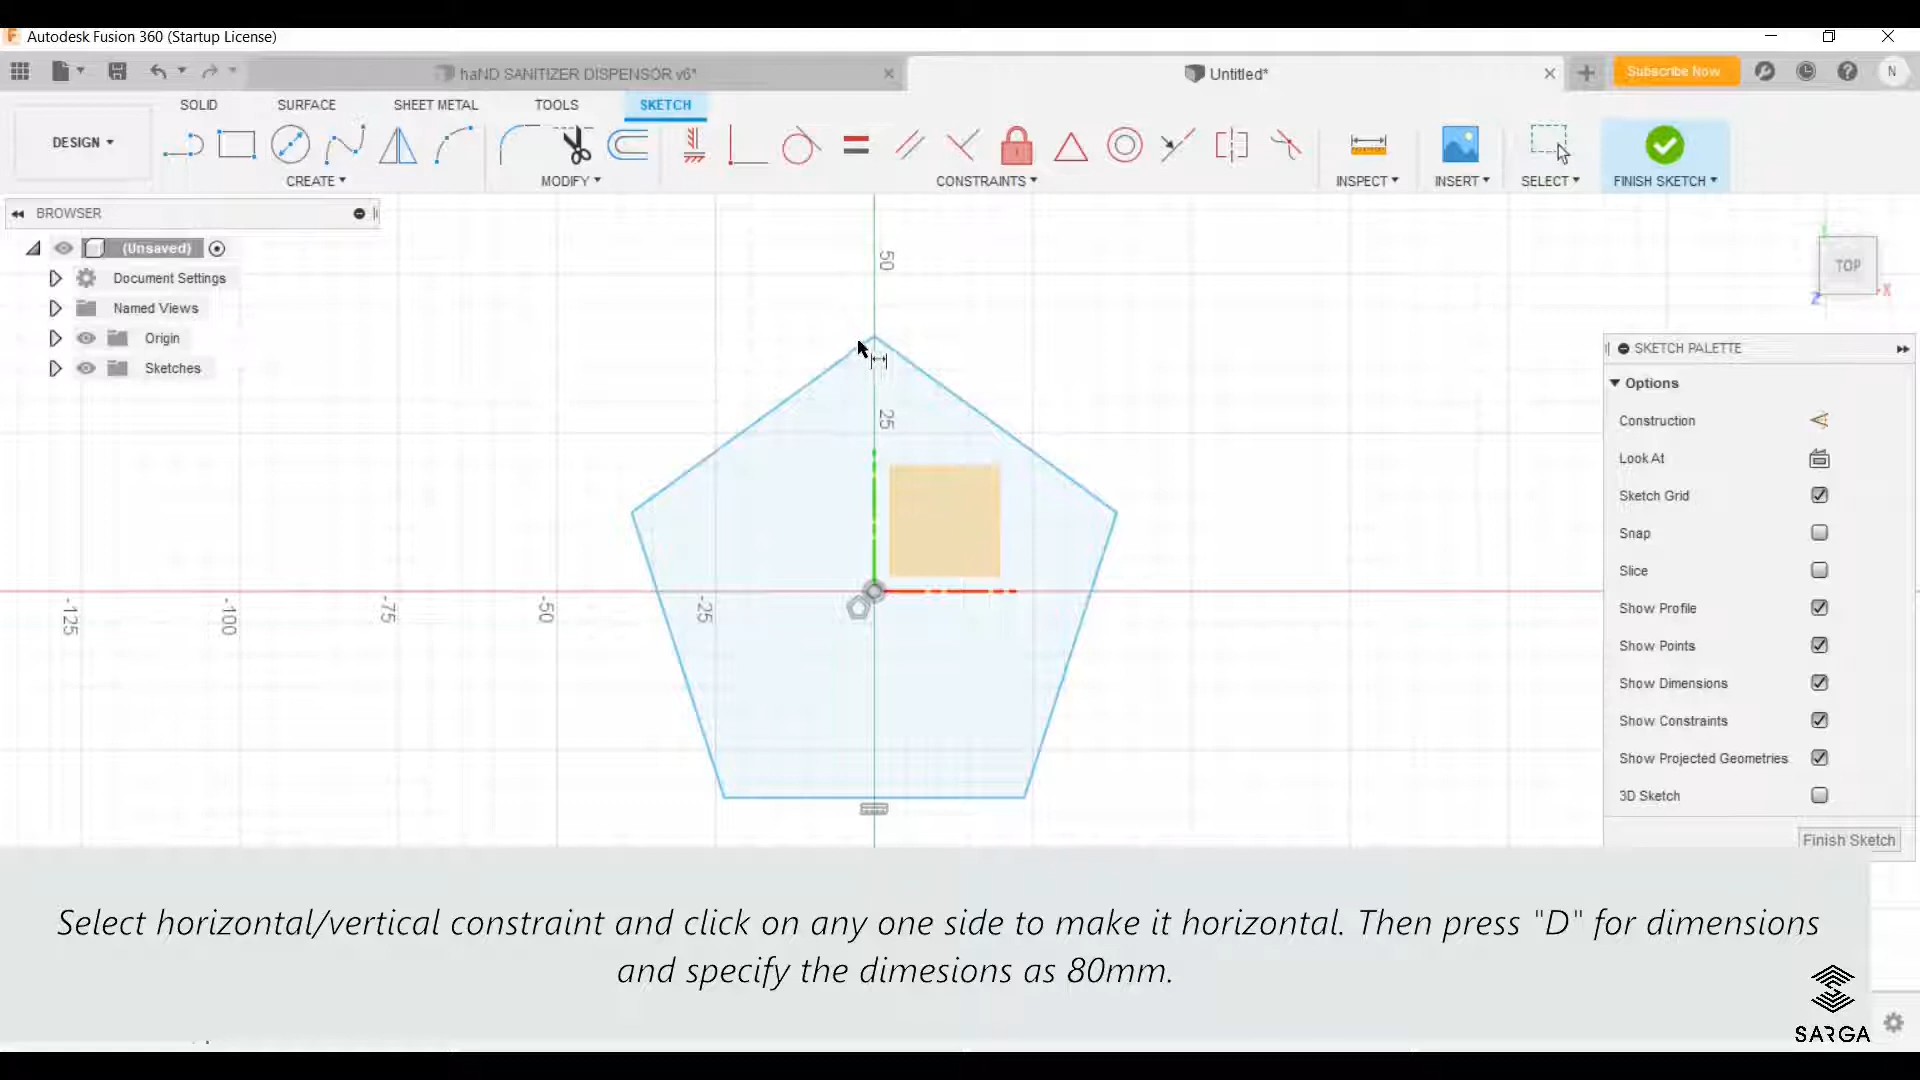 Autodesk Fusion 360 (Startup License)
haND SANITIZER DISPENSOR v6*
Untitled*
Subscribe Now
N
SOLID
SURFACE
SHEET METAL
TOOLS
SKETCH
DESIGN
CREATE
MODIFY
CONSTRAINTS
INSPECT
INSERT
SELECT
FINISH SKETCH
BROWSER
(Unsaved)
Document Settings
Named Views
Origin
Sketches
50
25
-125
-100
-75
-50
-25
TOP
X
Z
SKETCH PALETTE
Options
Construction
Look At
Sketch Grid
Snap
Slice
Show Profile
Show Points
Show Dimensions
Show Constraints
Show Projected Geometries
3D Sketch
Finish Sketch
Select horizontal/vertical constraint and click on any one side to make it horizontal. Then press "D" for dimensions
and specify the dimesions as 80mm.
SARGA